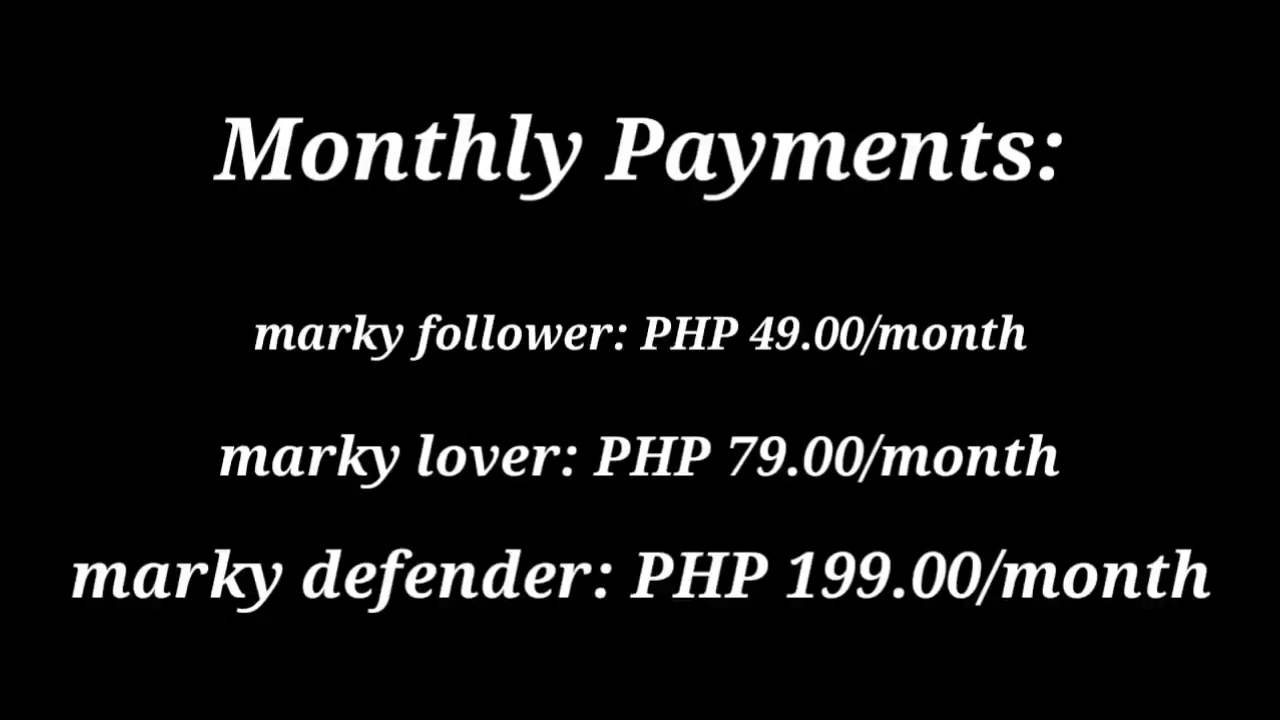 Monthly Payments:
marky follower: PHP 49.00/month
marky lover: PHP 79.00/month
marky defender: PHP 199.00/month